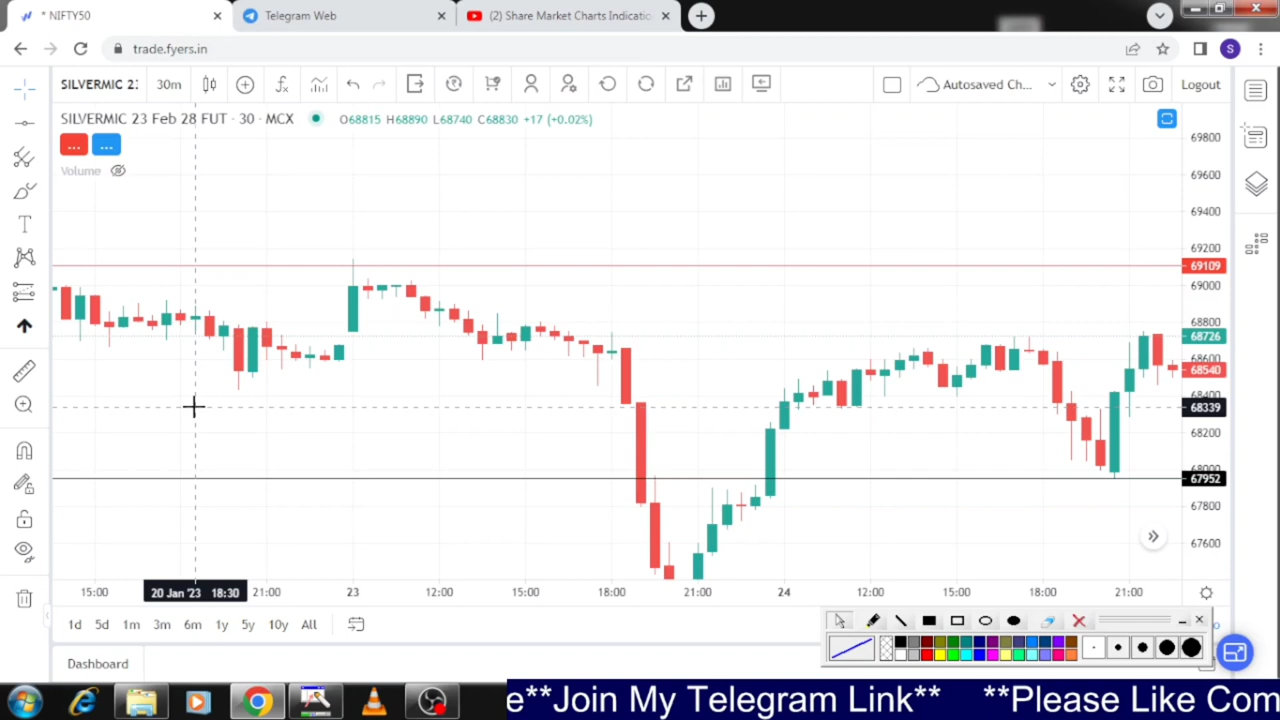 * NIFTY50
Telegram Web
(2) Share Market Charts Indicatio
trade.fyers.in
S
SILVERMIC 2:
30m
Autosaved Ch...
Logout
SILVERMIC 23 Feb 28 FUT · 30 · MCX
O68815 H68890 L68740 C68830 +17 (+0.02%)
... ...
Volume
69800
69600
69400
69200
69109
69000
68800
68726
68600
68540
68400
68339
68200
68000
67952
67800
67600
15:00
20 Jan '23 18:30
21:00
23
12:00
15:00
18:00
21:00
24
12:00
15:00
18:00
21:00
1d 5d 1m 3m 6m 1y 5y 10y All
Dashboard
e**Join My Telegram Link** **Please Like Com